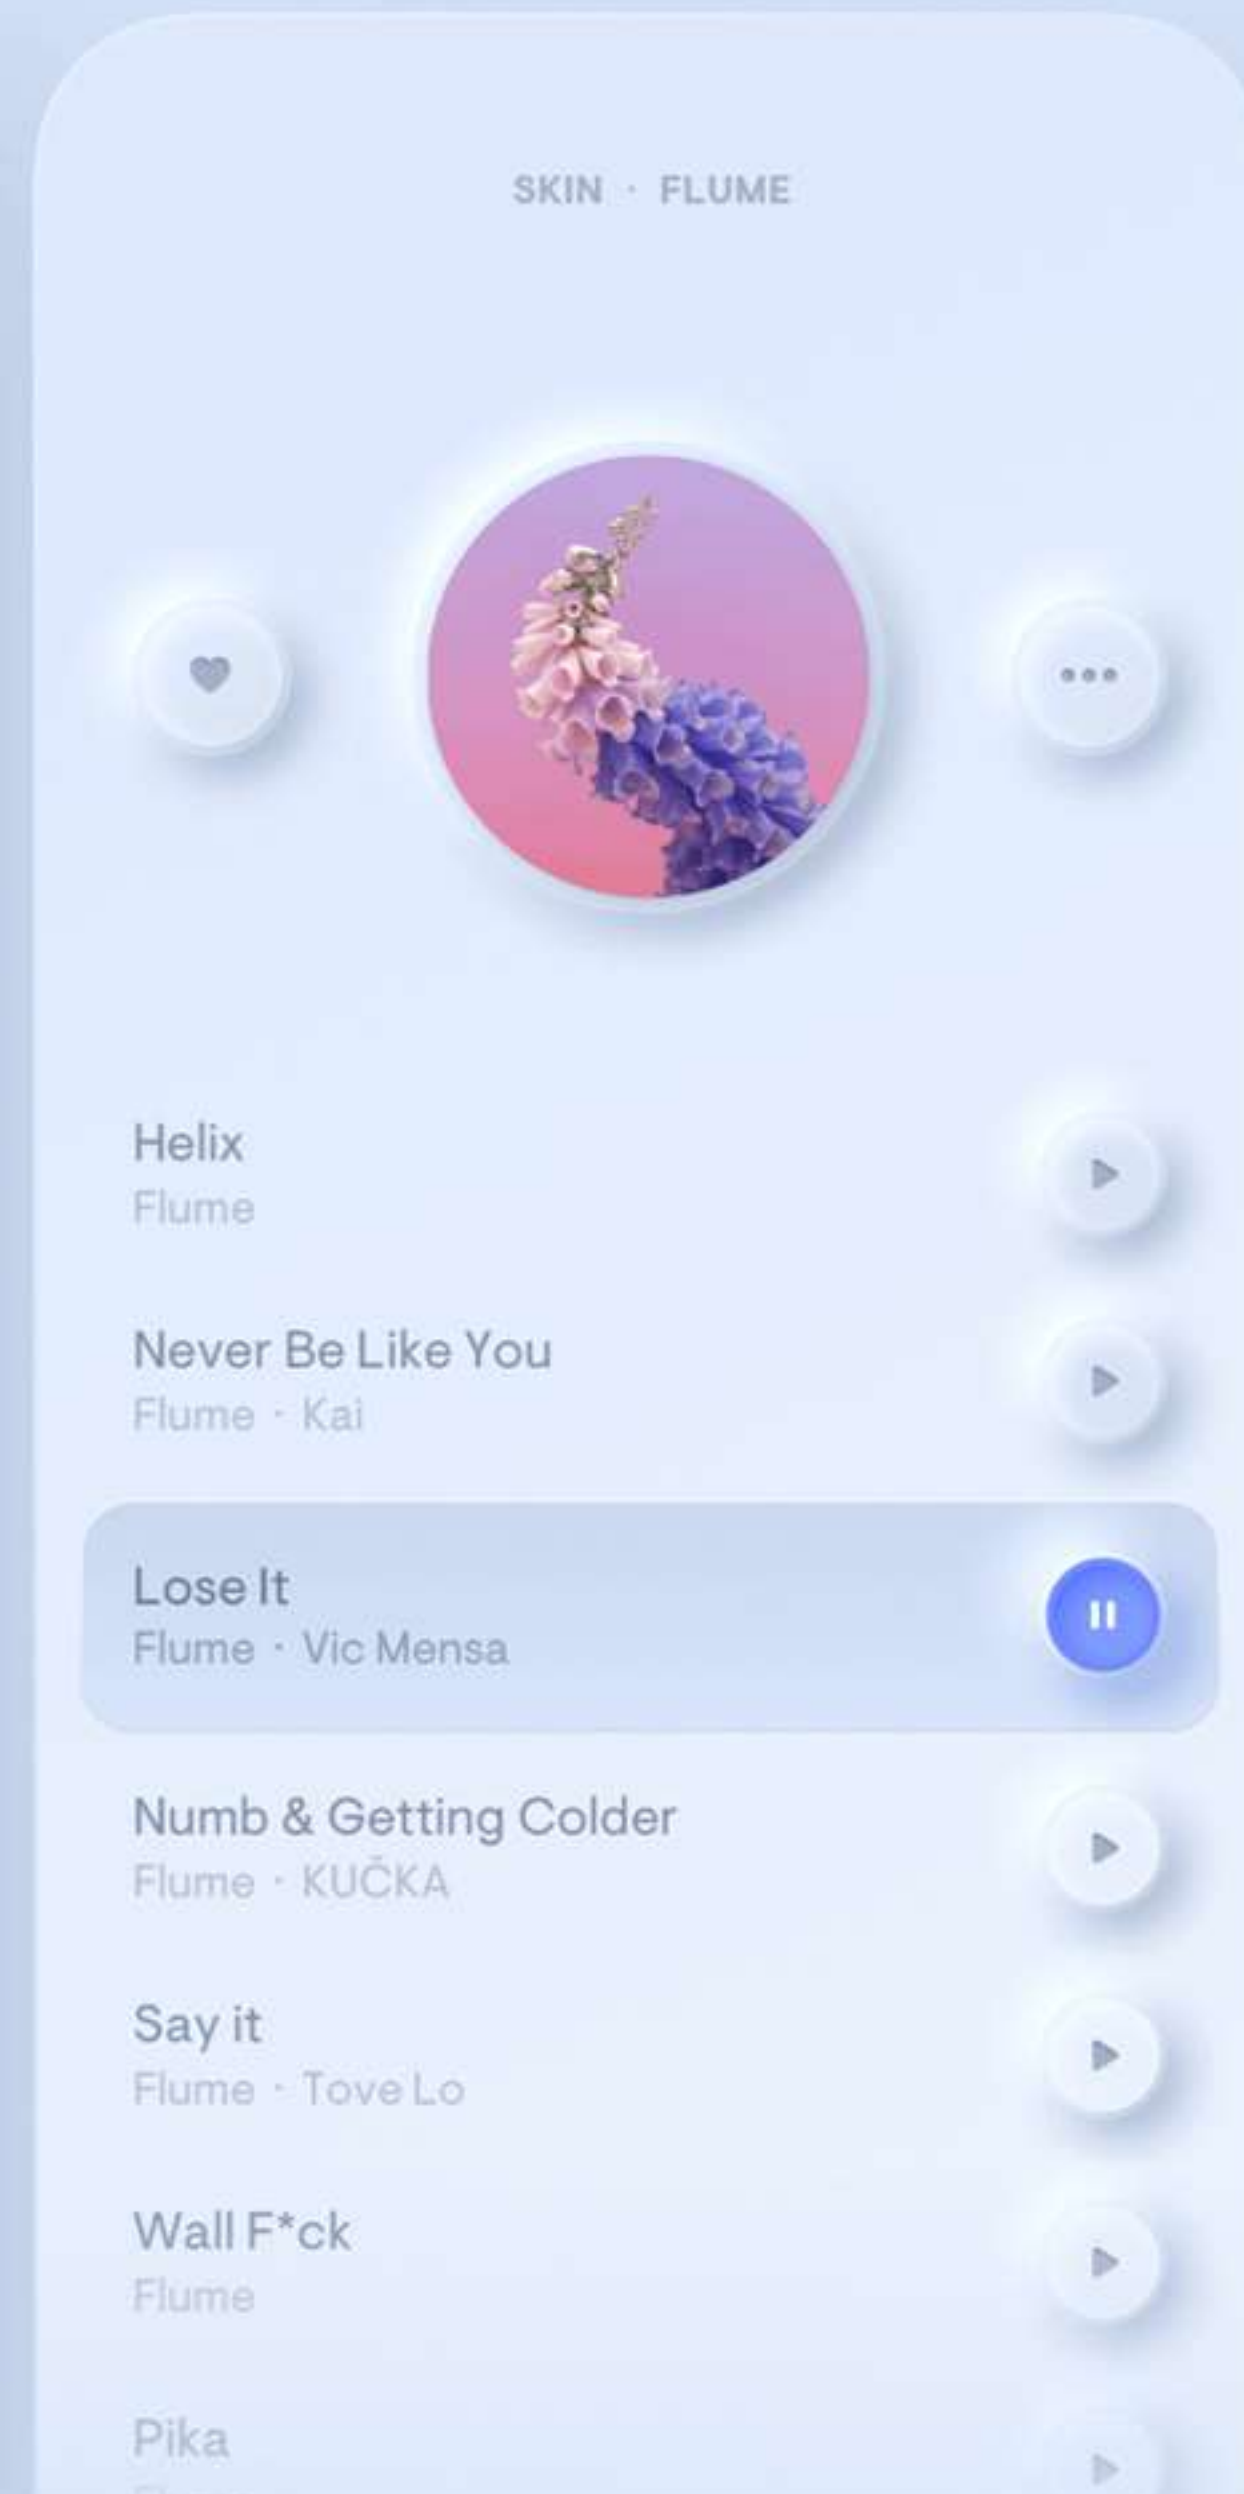 SKIN · FLUME
Helix
Flume
Never Be Like You
Flume · Kai
Lose It
Flume · Vic Mensa
Numb & Getting Colder
Flume · KUČKA
Say it
Flume · Tove Lo
Wall F*ck
Flume
Pika